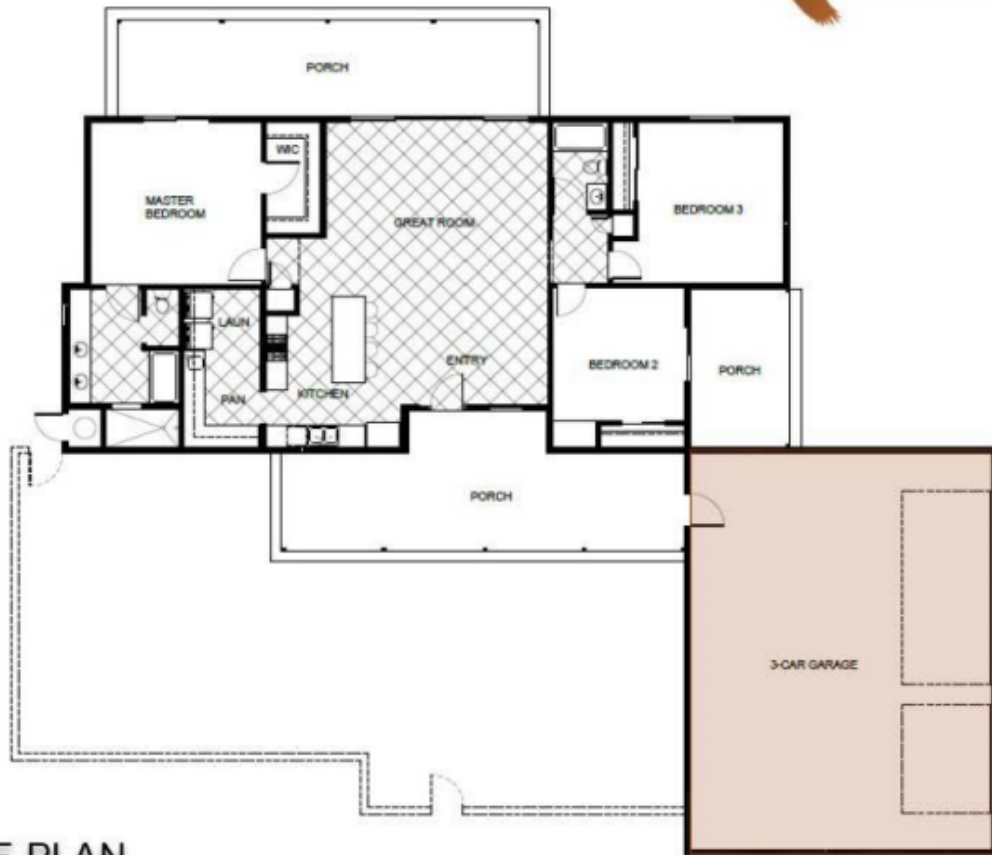 PORCH
WIC
MASTER
BEDROOM
GREAT ROOM
BEDROOM 3
LAUN
ENTRY
BEDROOM 2
PORCH
PAN
KITCHEN
PORCH
3-CAR GARAGE
PLAN